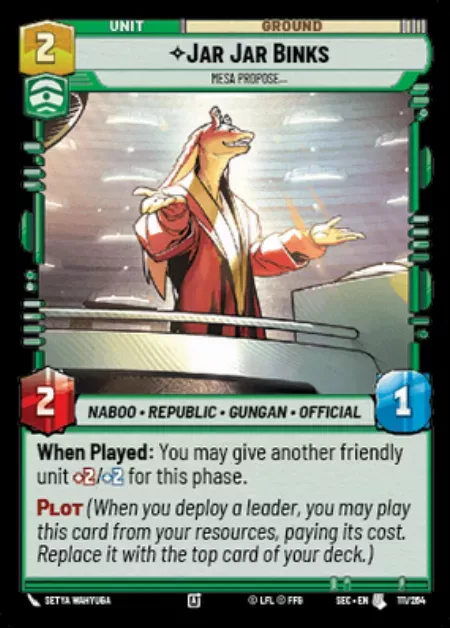 UNIT GROUND
2
✧JAR JAR BINKS
MESA PROPOSE...
2
NABOO • REPUBLIC • GUNGAN • OFFICIAL
1
When Played: You may give another friendly
unit +2/+2 for this phase.
PLOT (When you deploy a leader, you may play
this card from your resources, paying its cost.
Replace it with the top card of your deck.)
SETYA WAHYUGA A © LFL © FFG SEC • EN 111/264